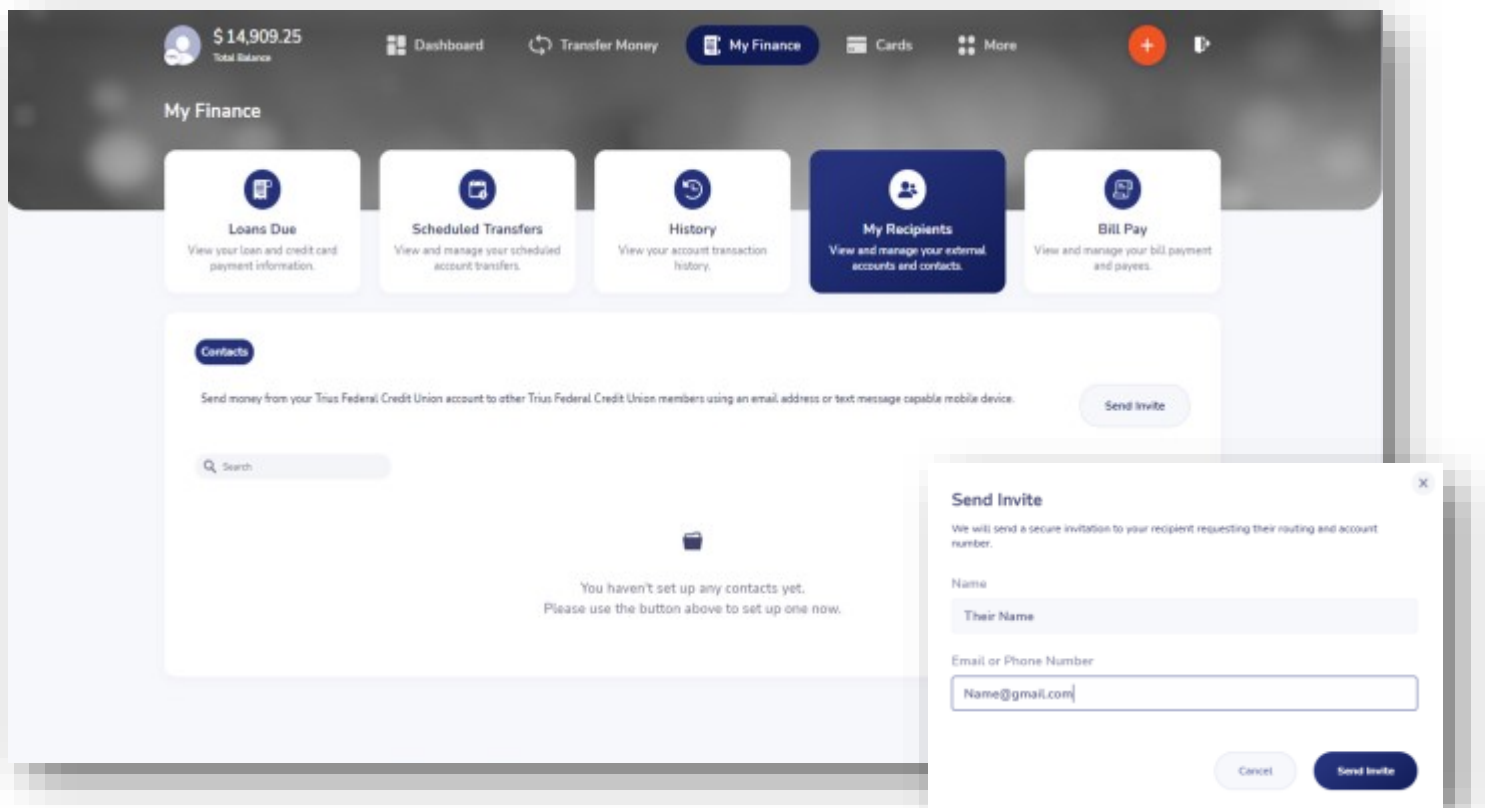 $ 14,909.25
Total Balance
Dashboard
Transfer Money
My Finance
Cards
More
My Finance
Loans Due
View your loan and credit card
payment information.
Scheduled Transfers
View and manage your scheduled
account transfers.
History
View your account transaction
history.
My Recipients
View and manage your external
accounts and contacts.
Bill Pay
View and manage your bill payment
and payees.
Contacts
Send money from your Trius Federal Credit Union account to other Trius Federal Credit Union members using an email address or text message capable mobile device.
Send Invite
Search
You haven't set up any contacts yet.
Please use the button above to set up one now.
Send Invite
We will send a secure invitation to your recipient requesting their routing and account
number.
Name
Their Name
Email or Phone Number
Name@gmail.com
Cancel
Send Invite